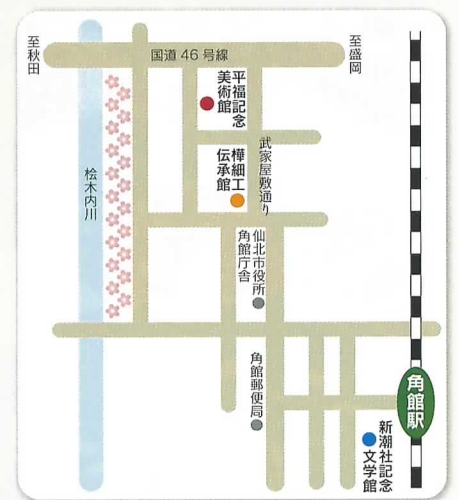 至秋田
国道46号線
至盛岡
平福記念
美術館
武家屋敷通り
樺細工
伝承館
桧木内川
仙北市役所
角館庁舎
角館郵便局
角館駅
新潮社記念
文学館